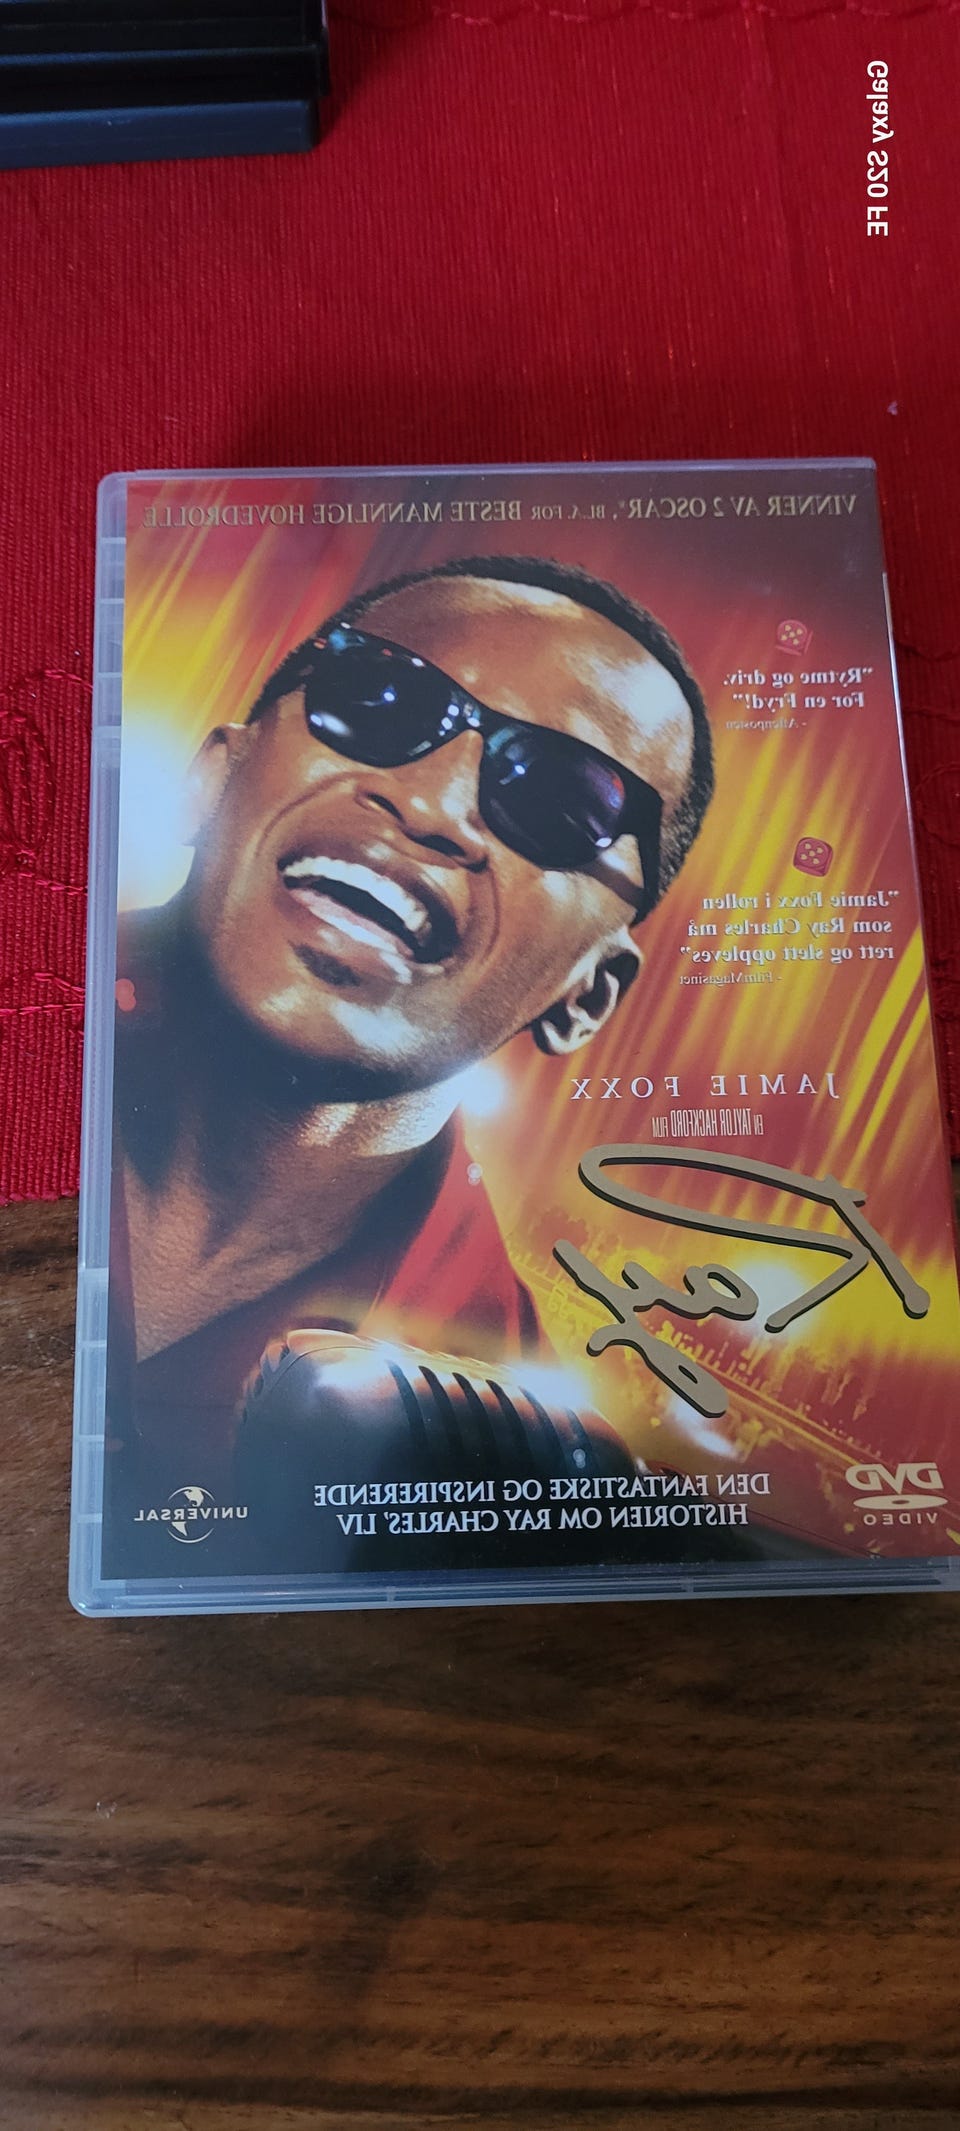 Galaxy S20 FE
VINNER AV 2 OSCAR®, BL.A. FOR BESTE MANNLIGE HOVEDROLLE
"Rytme og driv.
For en Fryd!"
- Aftenposten
"Jamie Foxx i rollen
som Ray Charles må
rett og slett oppleves"
- FilmMagasinet
JAMIE FOXX
EN TAYLOR HACKFORD FILM
Ray
DEN FANTASTISKE OG INSPIRERENDE
HISTORIEN OM RAY CHARLES' LIV
DVD
VIDEO
UNIVERSAL